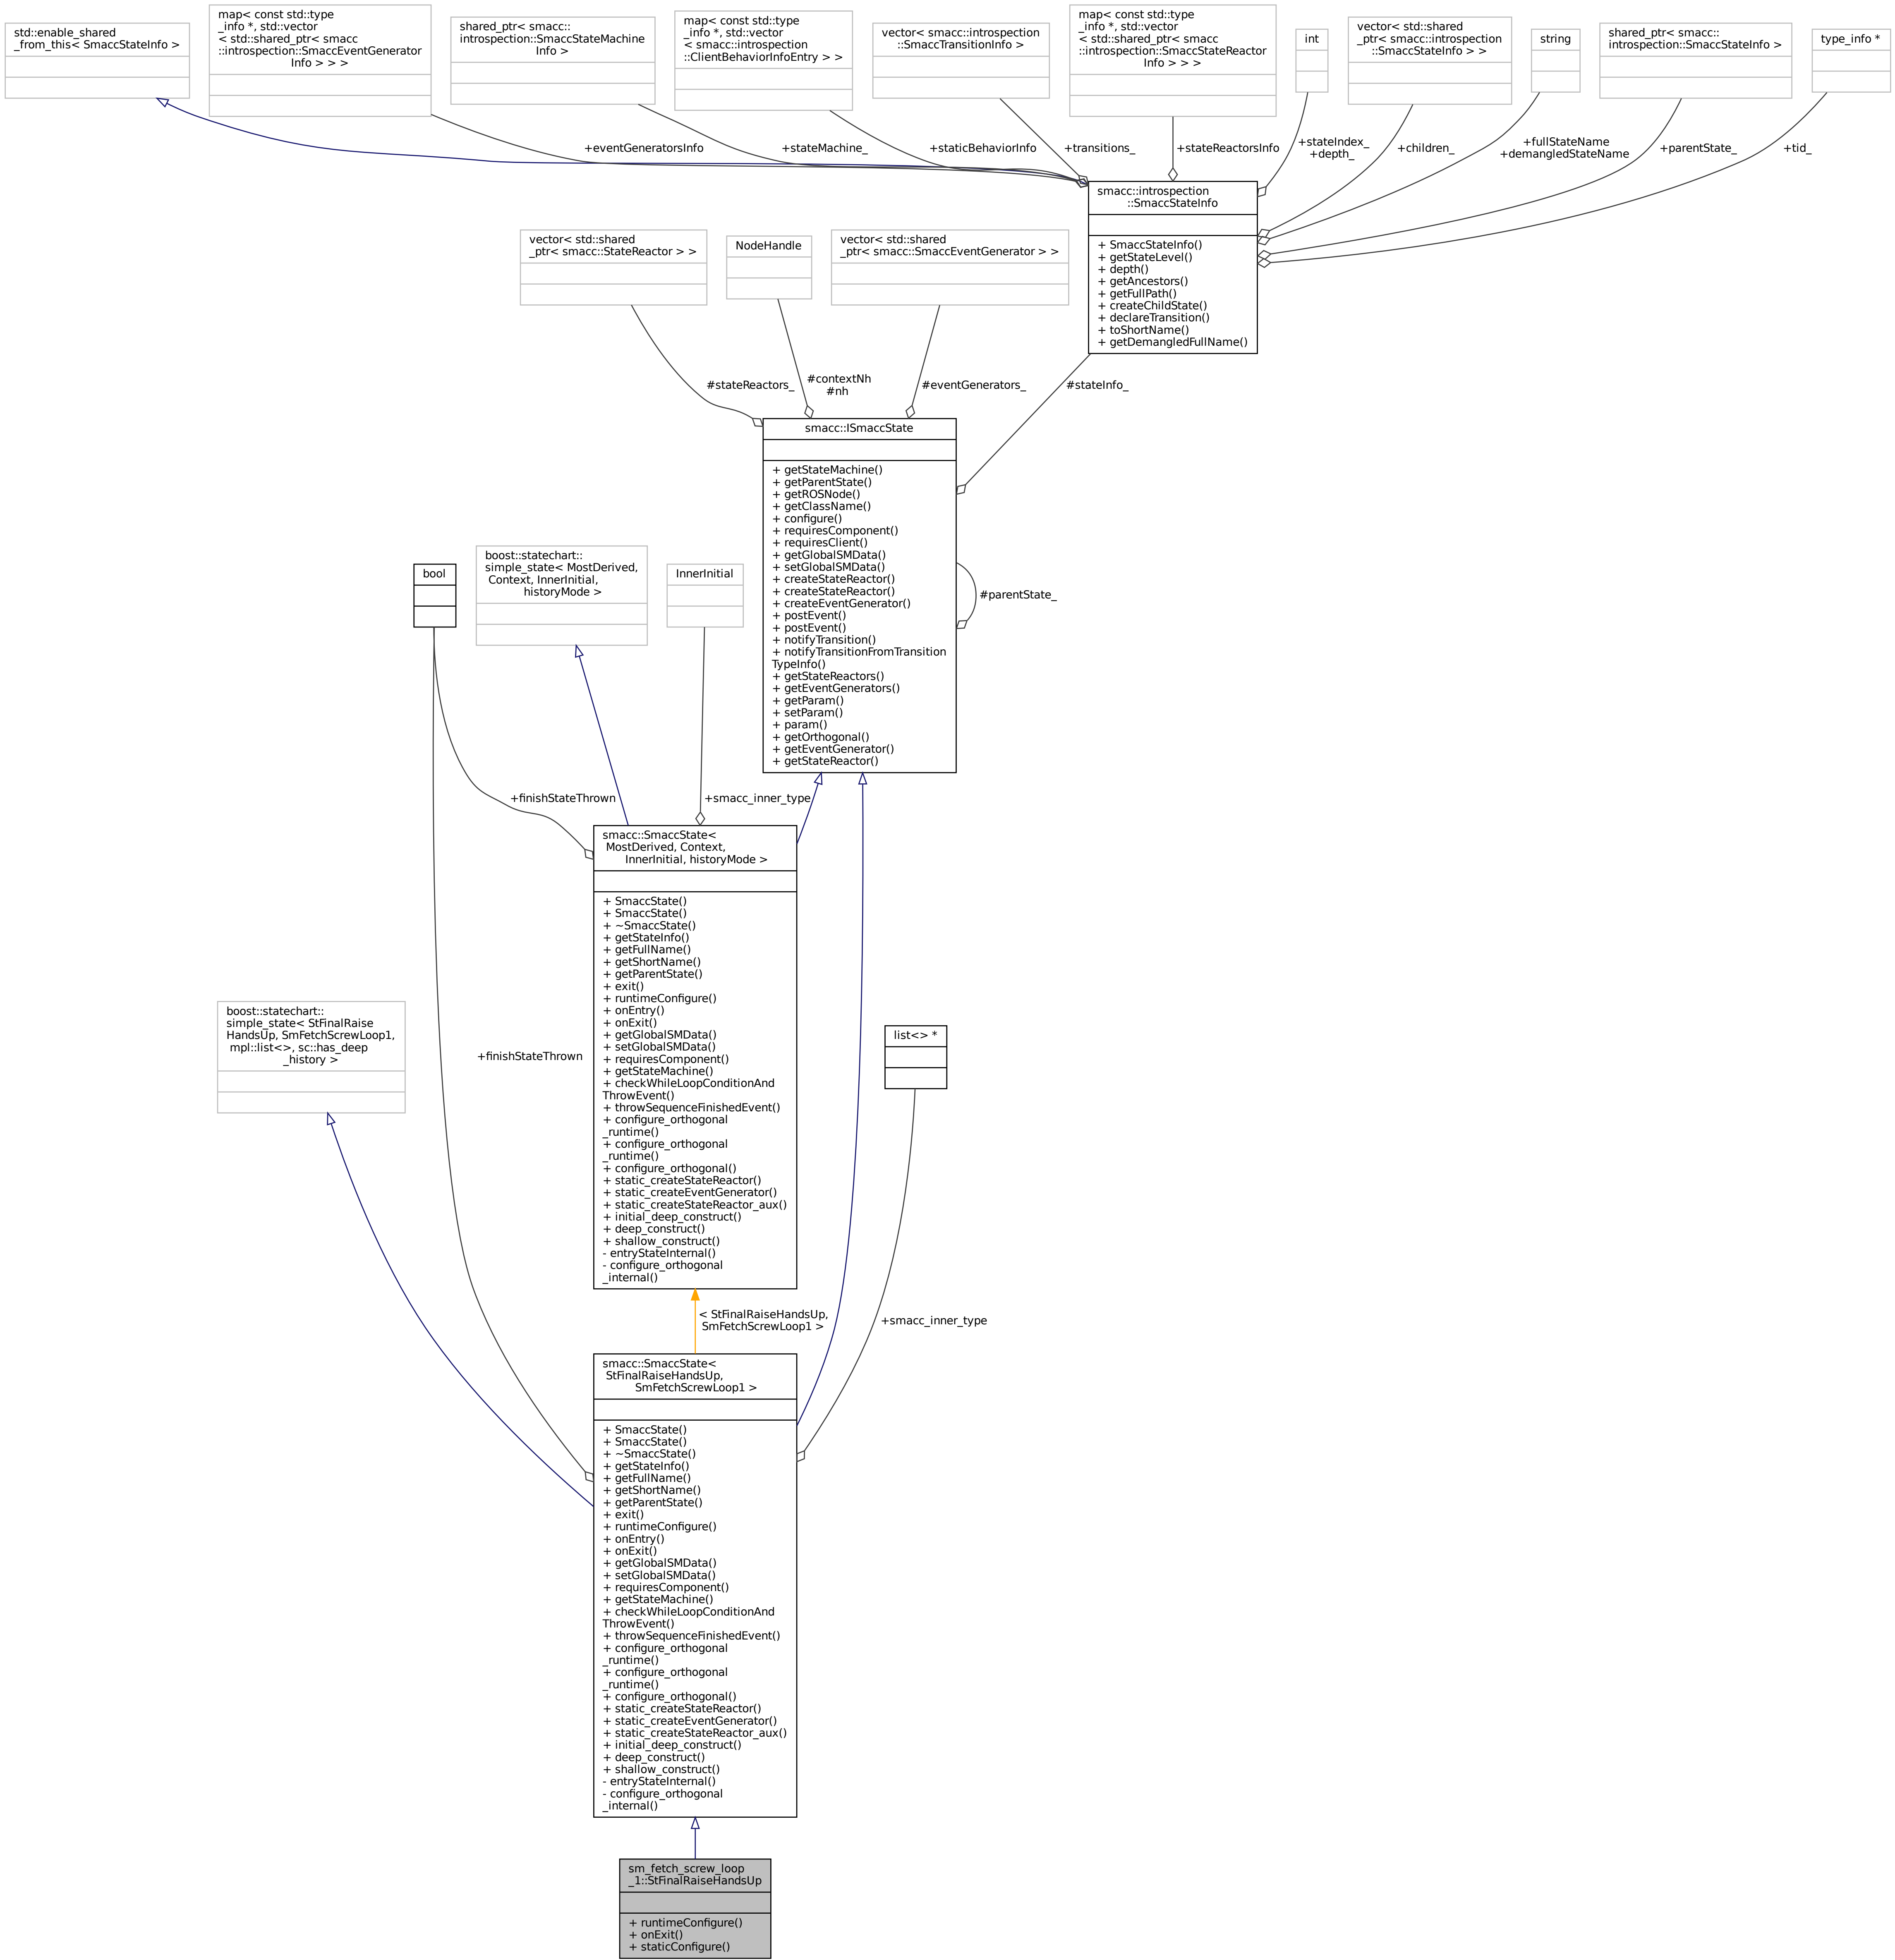 std::enable_shared
_from_this< SmaccStateInfo >
map< const std::type
_info *, std::vector
< std::shared_ptr< smacc
::introspection::SmaccEventGenerator
Info > > >
shared_ptr< smacc::
introspection::SmaccStateMachine
Info >
map< const std::type
_info *, std::vector
< smacc::introspection
::ClientBehaviorInfoEntry > >
vector< smacc::introspection
::SmaccTransitionInfo >
map< const std::type
_info *, std::vector
< std::shared_ptr< smacc
::introspection::SmaccStateReactor
Info > > >
int
vector< std::shared
_ptr< smacc::introspection
::SmaccStateInfo > >
string
shared_ptr< smacc::
introspection::SmaccStateInfo >
type_info *
+eventGeneratorsInfo
+stateMachine_
+staticBehaviorInfo
+transitions_
+stateReactorsInfo
+stateIndex_
+depth_
+children_
+fullStateName
+demangledStateName
+parentState_
+tid_
smacc::introspection
::SmaccStateInfo
+ SmaccStateInfo()
+ getStateLevel()
+ depth()
+ getAncestors()
+ getFullPath()
+ createChildState()
+ declareTransition()
+ toShortName()
+ getDemangledFullName()
vector< std::shared
_ptr< smacc::StateReactor > >
NodeHandle
vector< std::shared
_ptr< smacc::SmaccEventGenerator > >
#stateReactors_
#contextNh
#nh
#eventGenerators_
#stateInfo_
smacc::ISmaccState
+ getStateMachine()
+ getParentState()
+ getROSNode()
+ getClassName()
+ configure()
+ requiresComponent()
+ requiresClient()
+ getGlobalSMData()
+ setGlobalSMData()
+ createStateReactor()
+ createStateReactor()
+ createEventGenerator()
+ postEvent()
+ postEvent()
+ notifyTransition()
+ notifyTransitionFromTransition
TypeInfo()
+ getStateReactors()
+ getEventGenerators()
+ getParam()
+ setParam()
+ param()
+ getOrthogonal()
+ getEventGenerator()
+ getStateReactor()
#parentState_
bool
boost::statechart::
simple_state< MostDerived,
Context, InnerInitial,
historyMode >
InnerInitial
+finishStateThrown
+smacc_inner_type
smacc::SmaccState<
MostDerived, Context,
InnerInitial, historyMode >
+ SmaccState()
+ SmaccState()
+ ~SmaccState()
+ getStateInfo()
+ getFullName()
+ getShortName()
+ getParentState()
+ exit()
+ runtimeConfigure()
+ onEntry()
+ onExit()
+ getGlobalSMData()
+ setGlobalSMData()
+ requiresComponent()
+ getStateMachine()
+ checkWhileLoopConditionAnd
ThrowEvent()
+ throwSequenceFinishedEvent()
+ configure_orthogonal
_runtime()
+ configure_orthogonal
_runtime()
+ configure_orthogonal()
+ static_createStateReactor()
+ static_createEventGenerator()
+ static_createStateReactor_aux()
+ initial_deep_construct()
+ deep_construct()
+ shallow_construct()
- entryStateInternal()
- configure_orthogonal
_internal()
boost::statechart::
simple_state< StFinalRaise
HandsUp, SmFetchScrewLoop1,
mpl::list<>, sc::has_deep
_history >
+finishStateThrown
list<> *
< StFinalRaiseHandsUp,
SmFetchScrewLoop1 >
+smacc_inner_type
smacc::SmaccState<
StFinalRaiseHandsUp,
SmFetchScrewLoop1 >
+ SmaccState()
+ SmaccState()
+ ~SmaccState()
+ getStateInfo()
+ getFullName()
+ getShortName()
+ getParentState()
+ exit()
+ runtimeConfigure()
+ onEntry()
+ onExit()
+ getGlobalSMData()
+ setGlobalSMData()
+ requiresComponent()
+ getStateMachine()
+ checkWhileLoopConditionAnd
ThrowEvent()
+ throwSequenceFinishedEvent()
+ configure_orthogonal
_runtime()
+ configure_orthogonal
_runtime()
+ configure_orthogonal()
+ static_createStateReactor()
+ static_createEventGenerator()
+ static_createStateReactor_aux()
+ initial_deep_construct()
+ deep_construct()
+ shallow_construct()
- entryStateInternal()
- configure_orthogonal
_internal()
sm_fetch_screw_loop
_1::StFinalRaiseHandsUp
+ runtimeConfigure()
+ onExit()
+ staticConfigure()